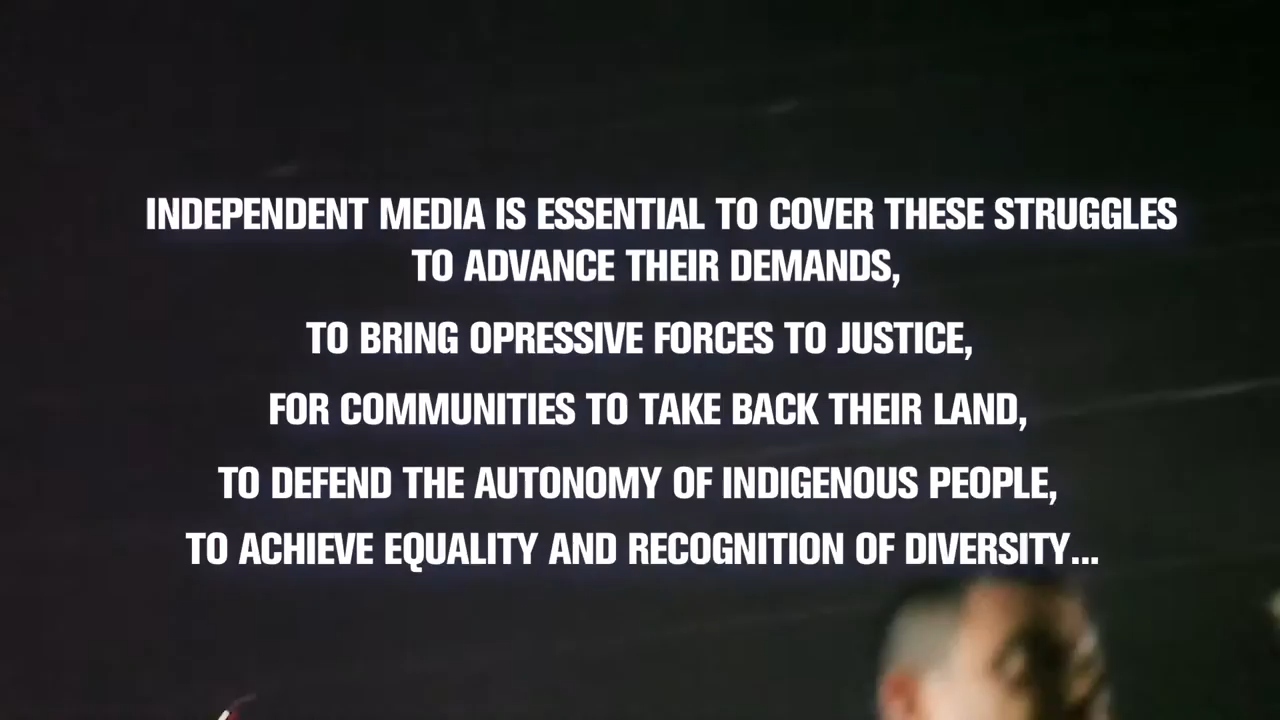 INDEPENDENT MEDIA IS ESSENTIAL TO COVER THESE STRUGGLES
TO ADVANCE THEIR DEMANDS,
TO BRING OPRESSIVE FORCES TO JUSTICE,
FOR COMMUNITIES TO TAKE BACK THEIR LAND,
TO DEFEND THE AUTONOMY OF INDIGENOUS PEOPLE,
TO ACHIEVE EQUALITY AND RECOGNITION OF DIVERSITY...